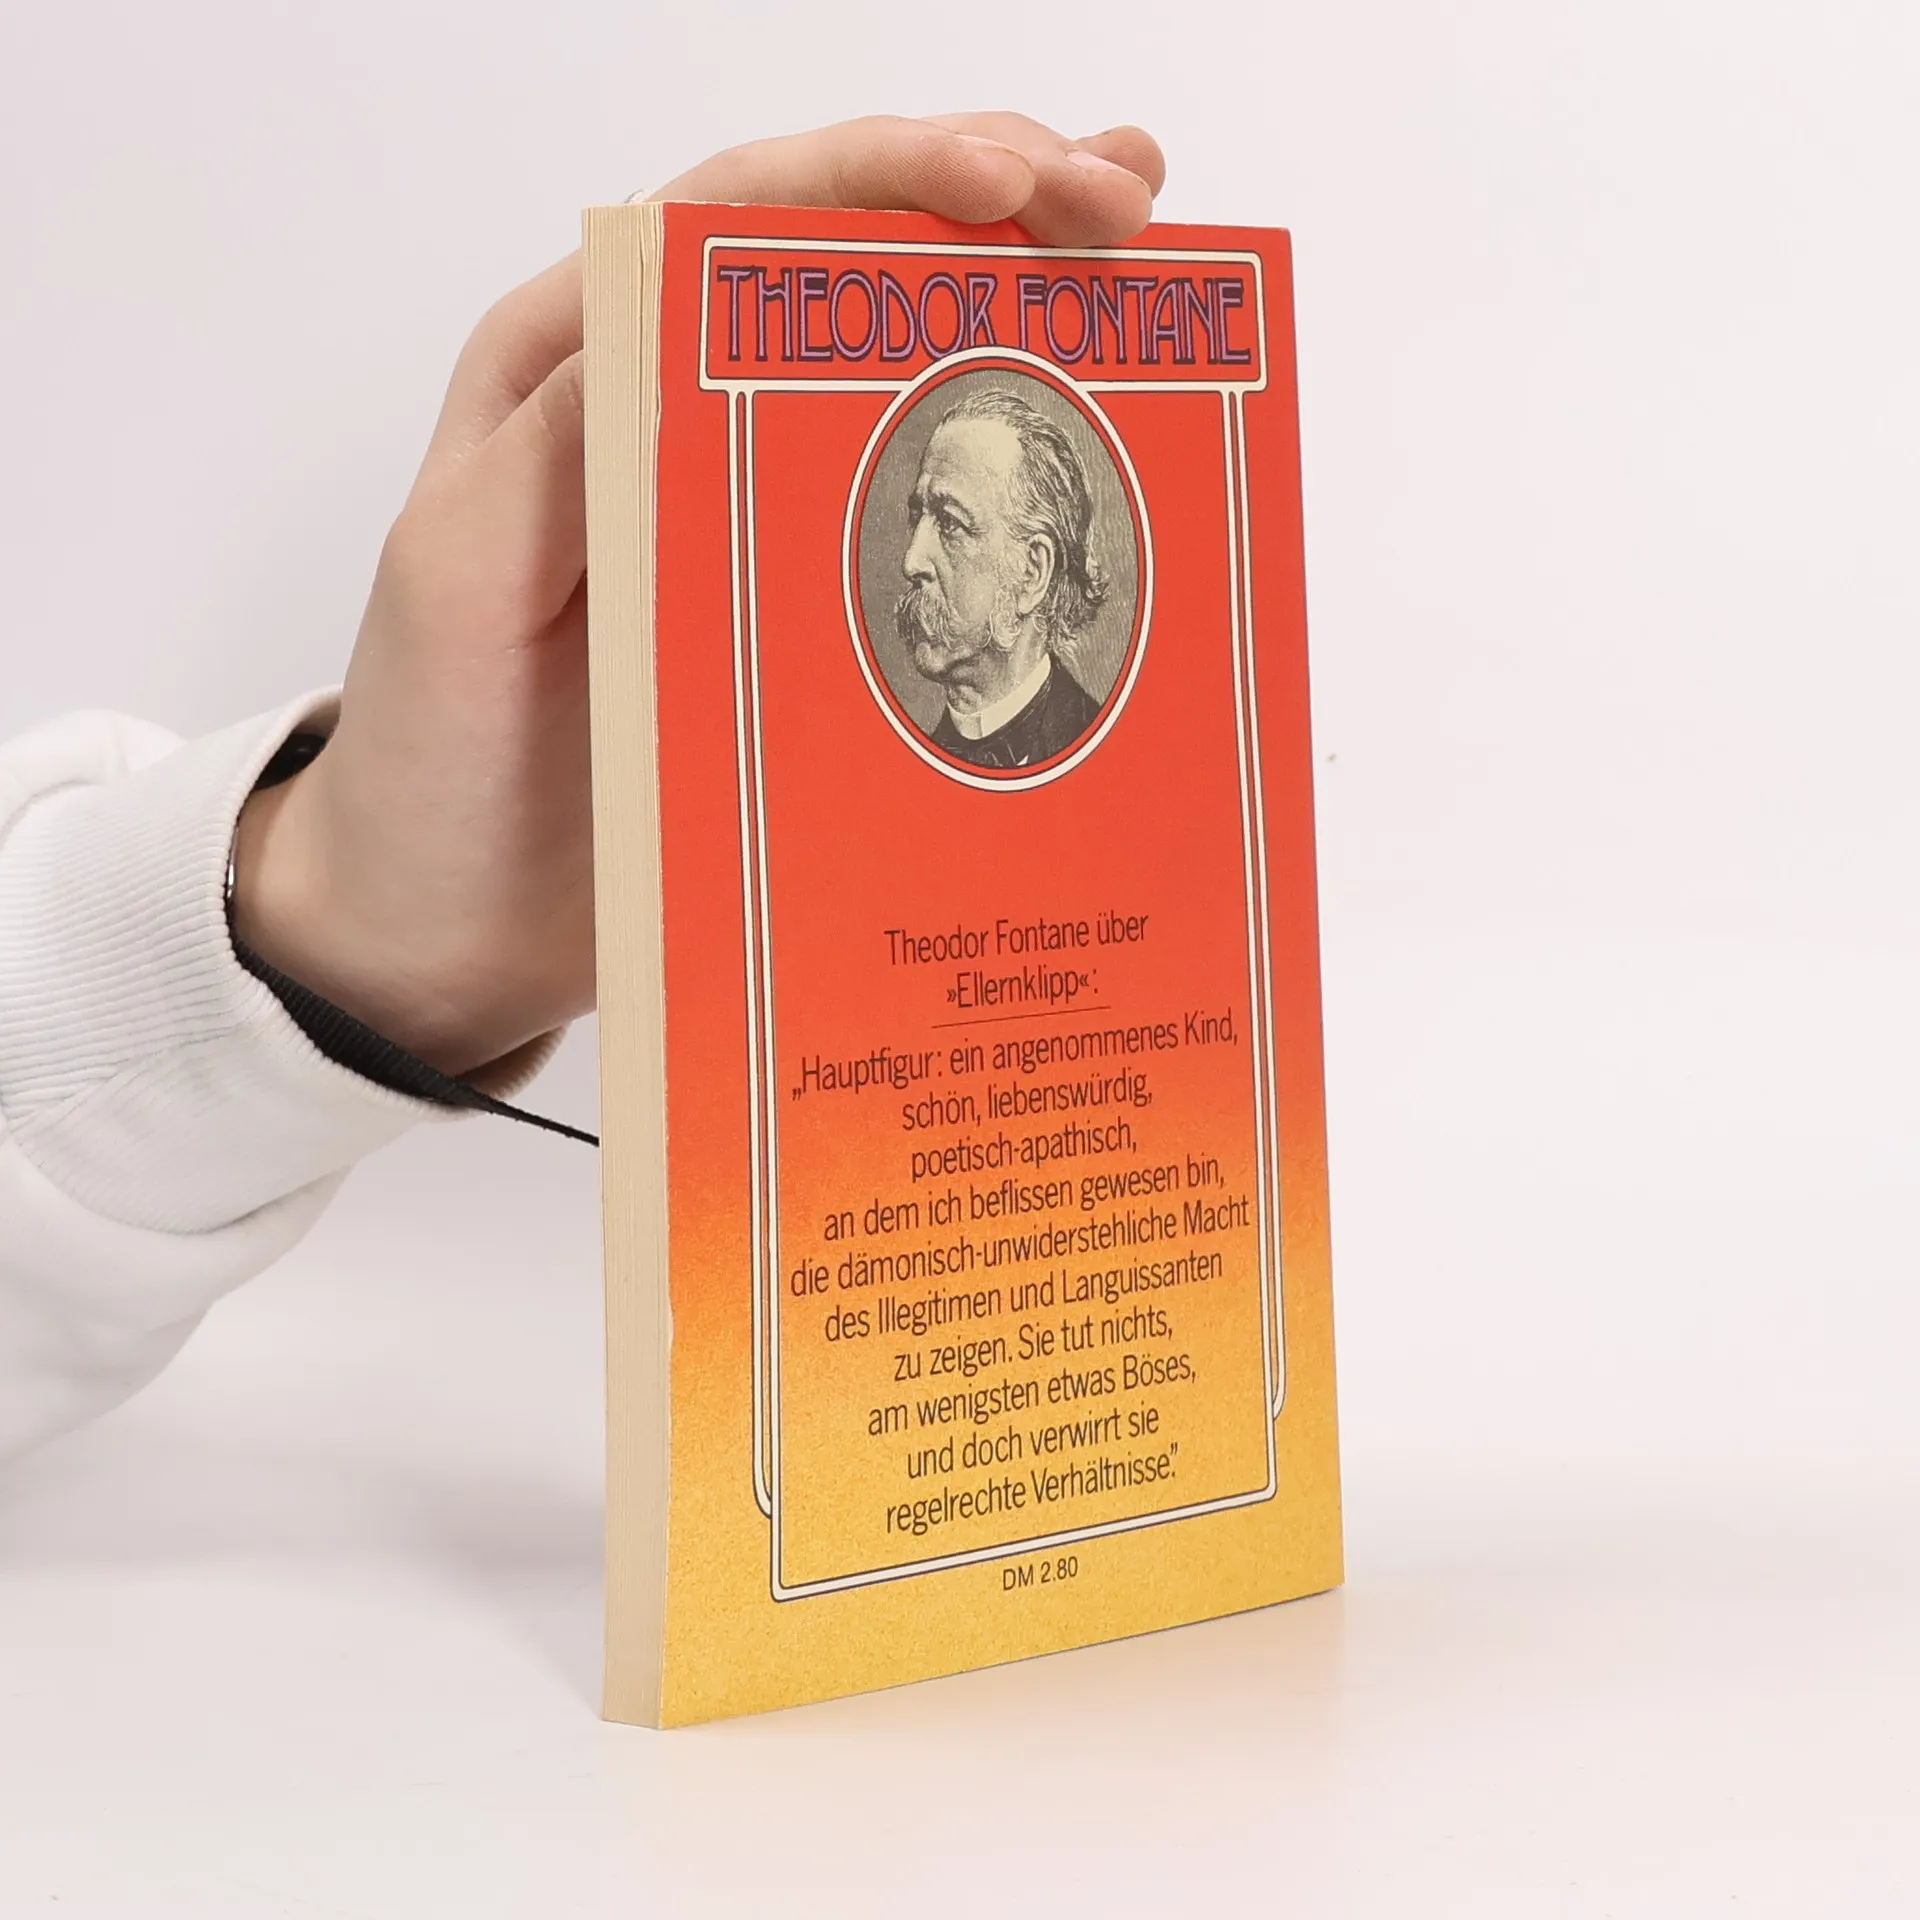 THEODOR FONTANE
Theodor Fontane über
»Ellernklipp«:
„Hauptfigur: ein angenommenes Kind,
schön, liebenswürdig,
poetisch-apathisch,
an dem ich beflissen gewesen bin,
die dämonisch-unwiderstehliche Macht
des Illegitimen und Languissanten
zu zeigen. Sie tut nichts,
am wenigsten etwas Böses,
und doch verwirrt sie
regelrechte Verhältnisse.”
DM 2.80